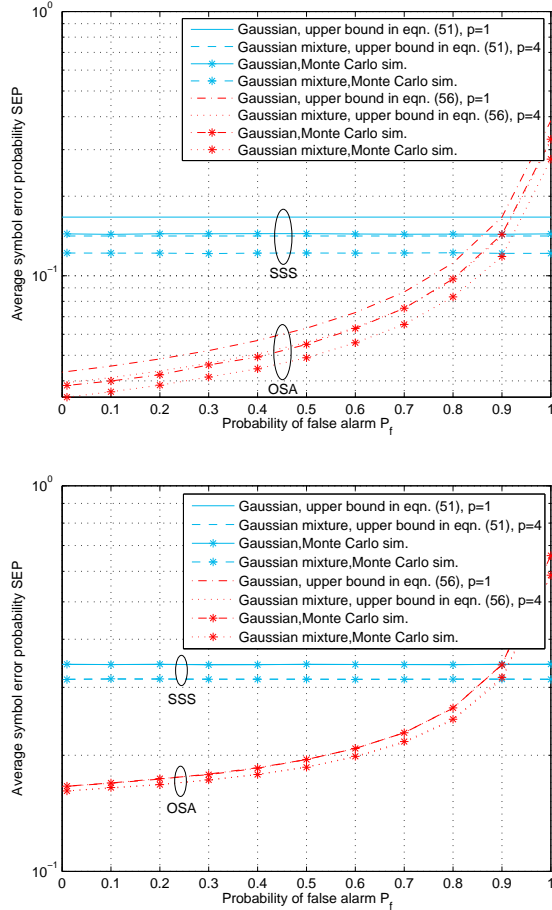 10^0
Gaussian, upper bound in eqn. (51), p=1
Gaussian mixture, upper bound in eqn. (51), p=4
Gaussian,Monte Carlo sim.
Gaussian mixture,Monte Carlo sim.
Gaussian, upper bound in eqn. (56), p=1
Gaussian mixture, upper bound in eqn. (56), p=4
Gaussian,Monte Carlo sim.
Gaussian mixture,Monte Carlo sim.
Average symbol error probability SEP
SSS
10^-1
OSA
0 0.1 0.2 0.3 0.4 0.5 0.6 0.7 0.8 0.9 1
Probability of false alarm P_f
10^0
Gaussian, upper bound in eqn. (51), p=1
Gaussian mixture, upper bound in eqn. (51), p=4
Gaussian,Monte Carlo sim.
Gaussian mixture,Monte Carlo sim.
Gaussian, upper bound in eqn. (56), p=1
Gaussian mixture, upper bound in eqn. (56), p=4
Gaussian,Monte Carlo sim.
Gaussian mixture,Monte Carlo sim.
Average symbol error probability SEP
SSS
OSA
10^-1
0 0.1 0.2 0.3 0.4 0.5 0.6 0.7 0.8 0.9 1
Probability of false alarm P_f